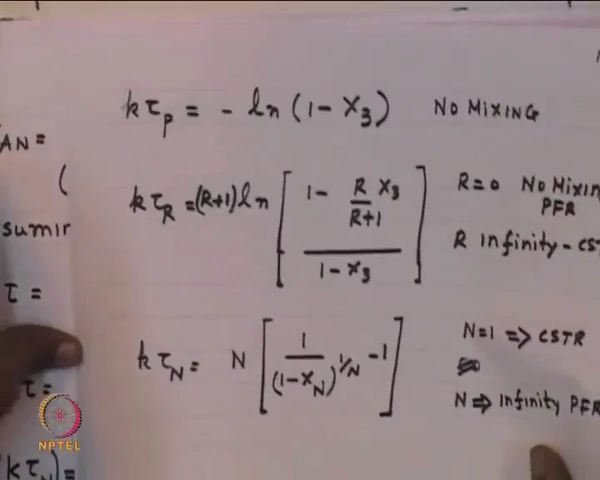 kτp = - ln (1-X3) NO MIXING
AN =
(
kτR = (R+1) ln [ 1 - R/R+1 X3 / 1-X3 ] R=0 No Mixin
PFR
sumir
R Infinity - CS
τ =
kτN = N [ 1/(1-XN)^1/N - 1 ] N=1 ⇒ CSTR
N ⇒ Infinity PFR
τ =
NPTEL
(kτN) =